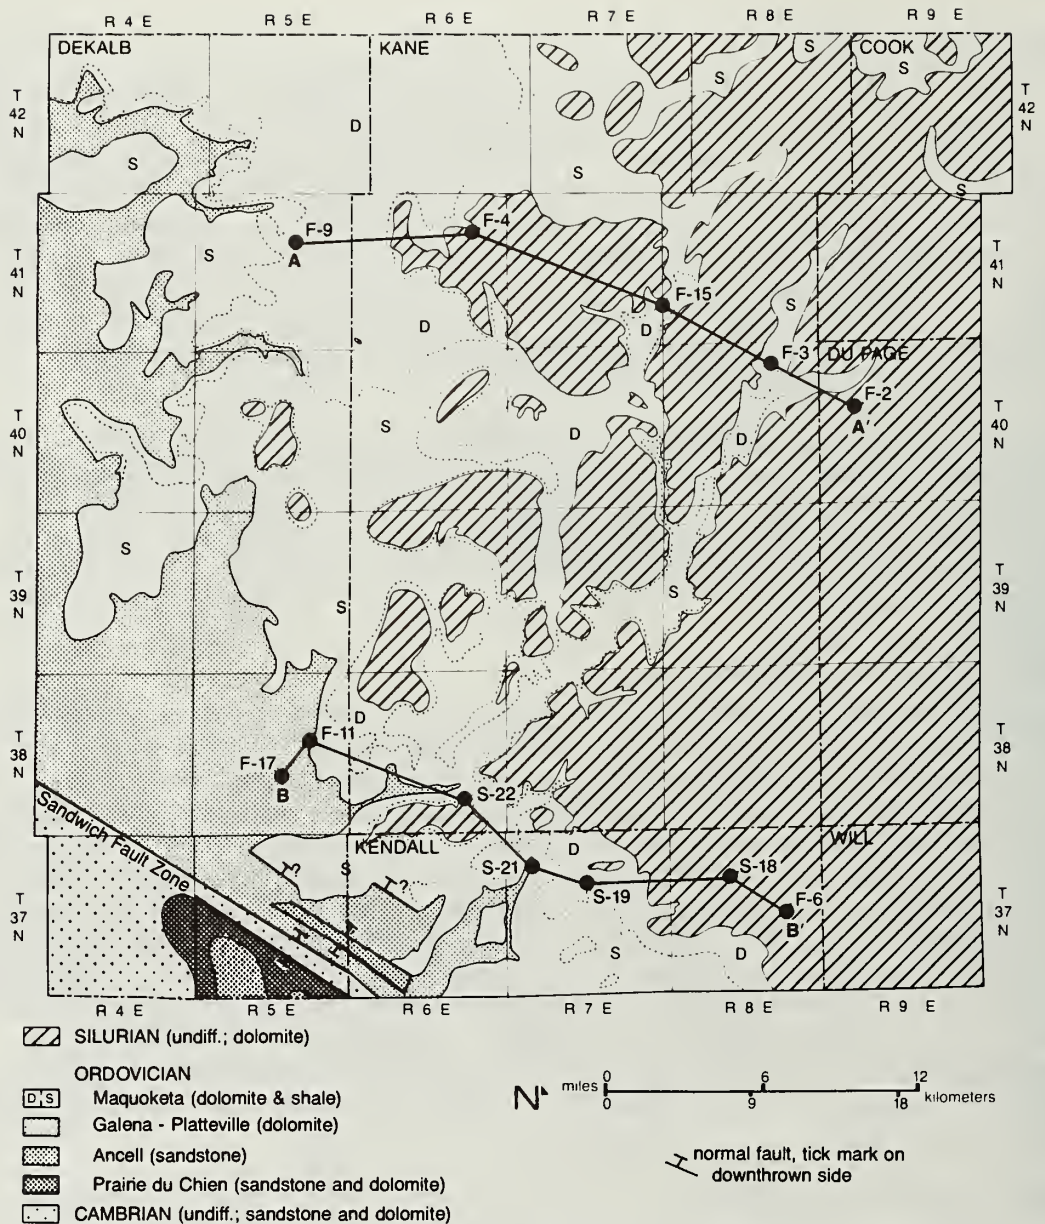 R 4 E R 5 E R 6 E R 7 E R 8 E R 9 E
DEKALB KANE COOK
S S S
T 42 N T 42 N
D
S S S
F-9 F-4
A
S
T 41 N T 41 N
F-15
S
D D
F-3 DU PAGE
F-2
A'
T 40 N S D D T 40 N
S
T 39 N S S T 39 N
D
F-11
T 38 N F-17 T 38 N
B
S-22
Sandwich Fault Zone
KENDALL WILL
S ? D
S-21 S-18
? S-19 F-6
B'
T 37 N T 37 N
S D
R 4 E R 5 E R 6 E R 7 E R 8 E R 9 E
SILURIAN (undiff.; dolomite)
ORDOVICIAN
D S Maquoketa (dolomite & shale)
Galena - Platteville (dolomite)
Ancell (sandstone)
Prairie du Chien (sandstone and dolomite)
CAMBRIAN (undiff.; sandstone and dolomite)
N
miles 0 6 12
0 9 18 kilometers
normal fault, tick mark on
downthrown side